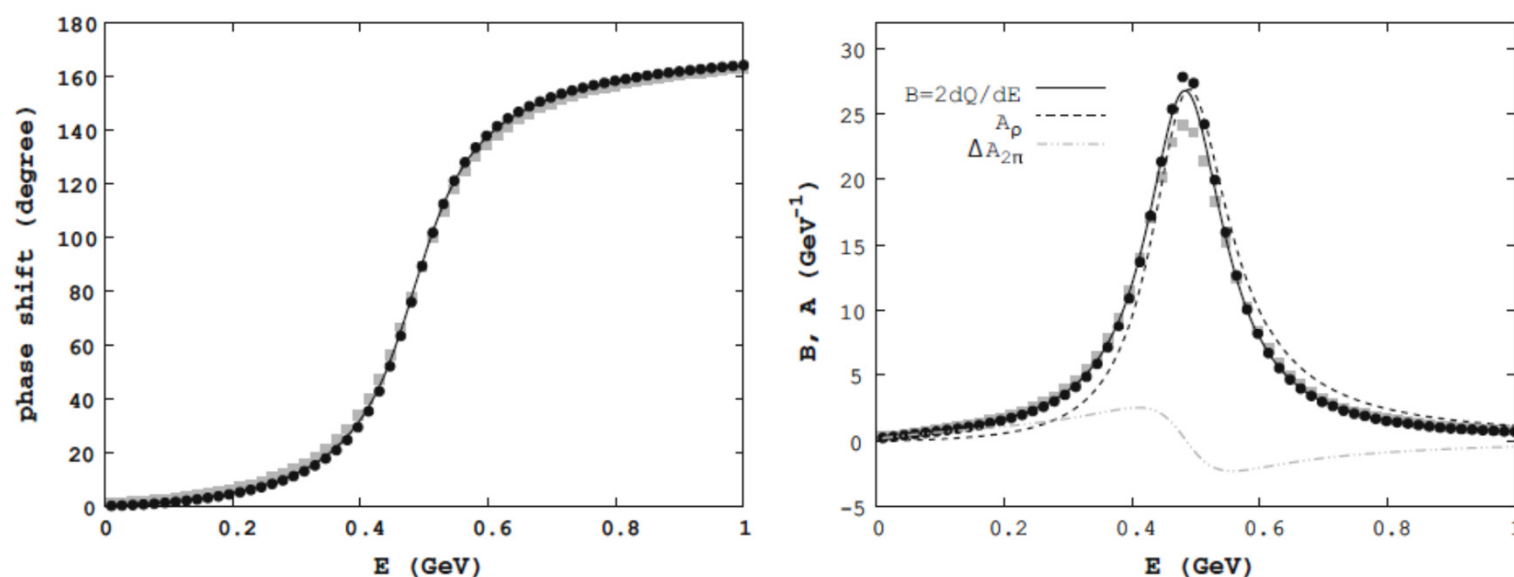 180
160
140
120
100
80
60
40
20
0
phase shift (degree)
0 0.2 0.4 0.6 0.8 1
E (GeV)
30
25
20
15
10
5
0
−5
B, A (GeV⁻¹)
B=2dQ/dE
Aρ
ΔA2π
0 0.2 0.4 0.6 0.8 1
E (GeV)